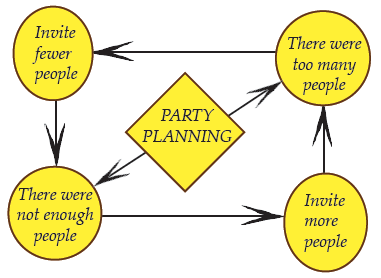 Invite
fewer
people
There were
too many
people
PARTY
PLANNING
There were
not enough
people
Invite
more
people